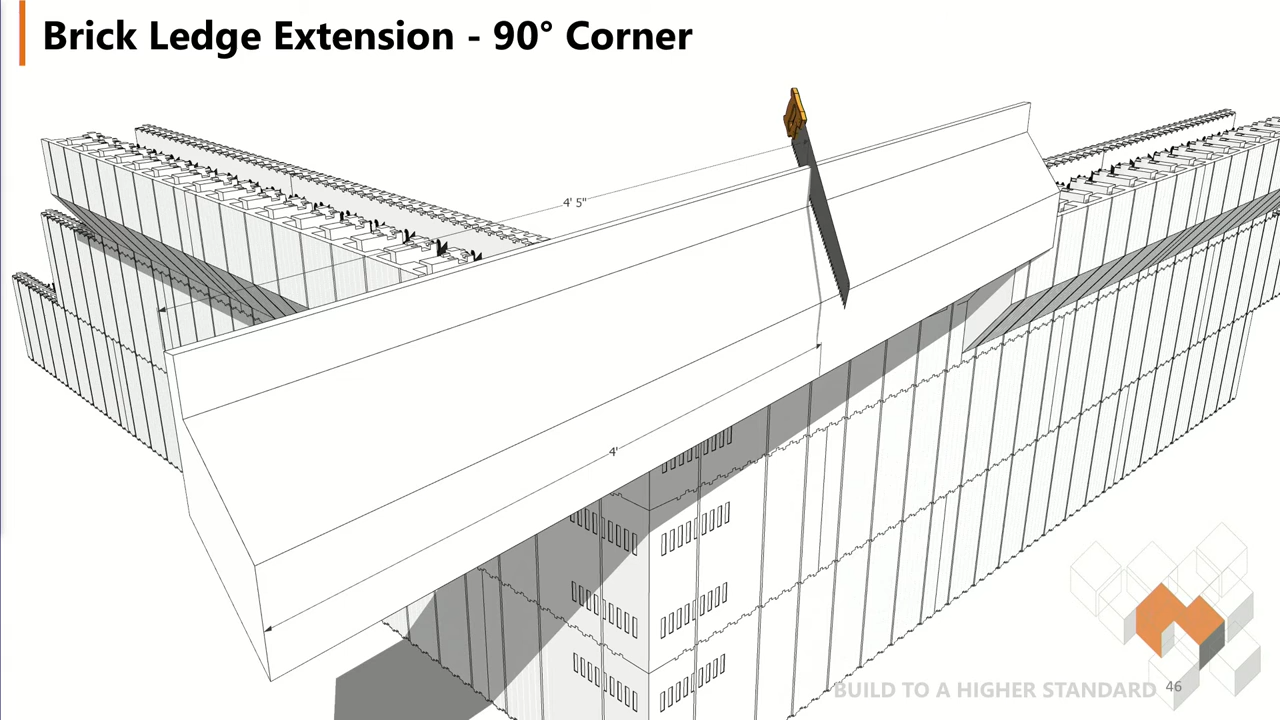 Brick Ledge Extension - 90° Corner
4' 5"
4'
BUILD TO A HIGHER STANDARD 46